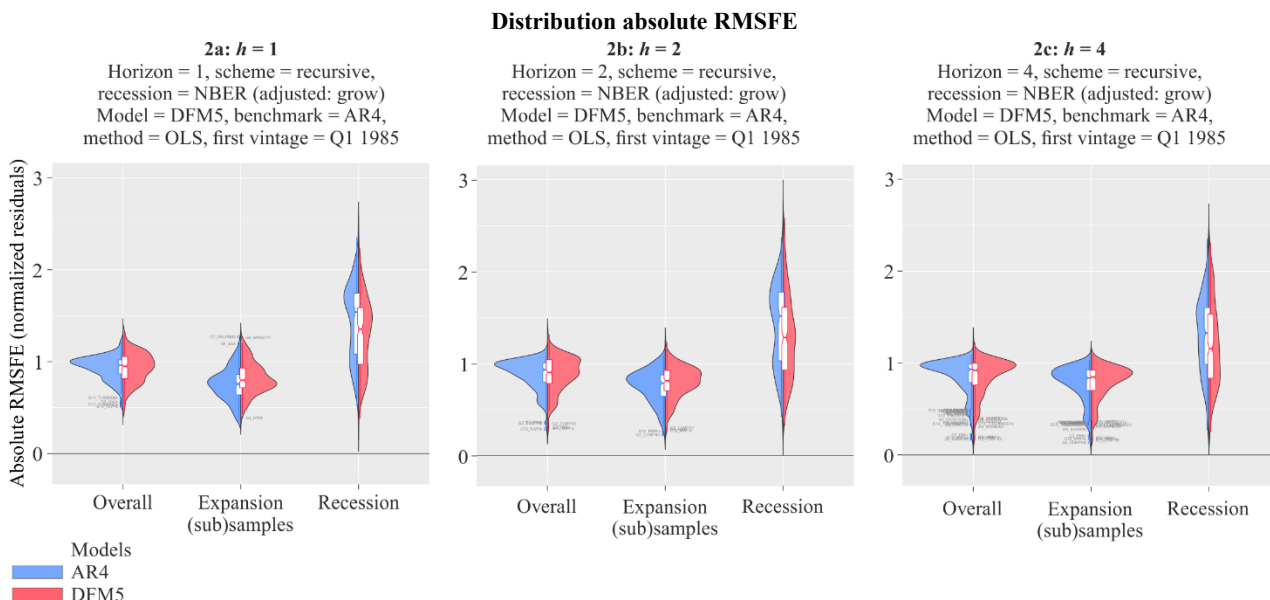 Distribution absolute RMSFE
2a: h = 1
Horizon = 1, scheme = recursive,
recession = NBER (adjusted: grow)
Model = DFM5, benchmark = AR4,
method = OLS, first vintage = Q1 1985
2b: h = 2
Horizon = 2, scheme = recursive,
recession = NBER (adjusted: grow)
Model = DFM5, benchmark = AR4,
method = OLS, first vintage = Q1 1985
2c: h = 4
Horizon = 4, scheme = recursive,
recession = NBER (adjusted: grow)
Model = DFM5, benchmark = AR4,
method = OLS, first vintage = Q1 1985
Absolute RMSFE (normalized residuals)
3
2
1
0
Overall
Expansion
Recession
(sub)samples
3
2
1
0
Overall
Expansion
Recession
(sub)samples
3
2
1
0
Overall
Expansion
Recession
(sub)samples
Models
AR4
DFM5